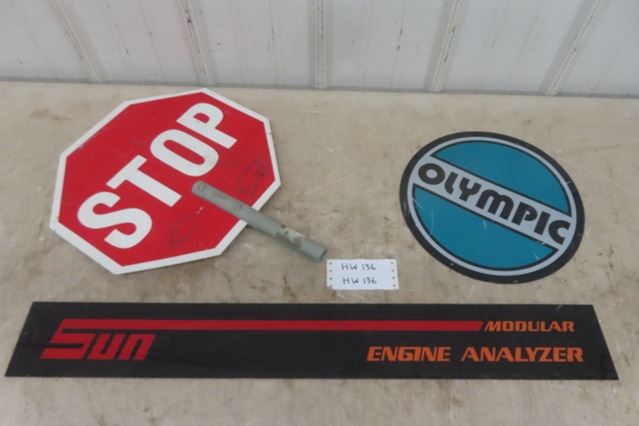 STOP
OLYMPIC
HW 136
HW 136
Sun
MODULAR
ENGINE ANALYZER